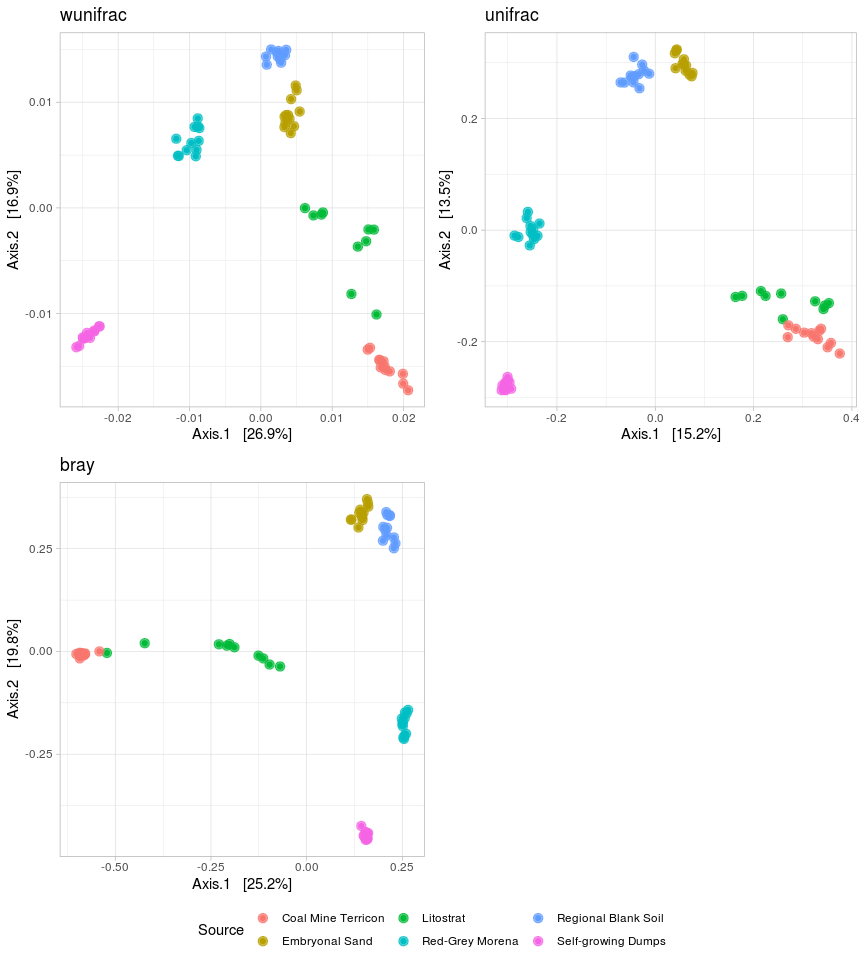 wunifrac
0.01
0.00
-0.01
Axis.2 [16.9%]
-0.02 -0.01 0.00 0.01 0.02
Axis.1 [26.9%]
unifrac
0.2
0.0
-0.2
Axis.2 [13.5%]
-0.2 0.0 0.2 0.4
Axis.1 [15.2%]
bray
0.25
0.00
-0.25
Axis.2 [19.8%]
-0.50 -0.25 0.00 0.25
Axis.1 [25.2%]
Source
Coal Mine Terricon Litostrat Regional Blank Soil
Embryonal Sand Red-Grey Morena Self-growing Dumps